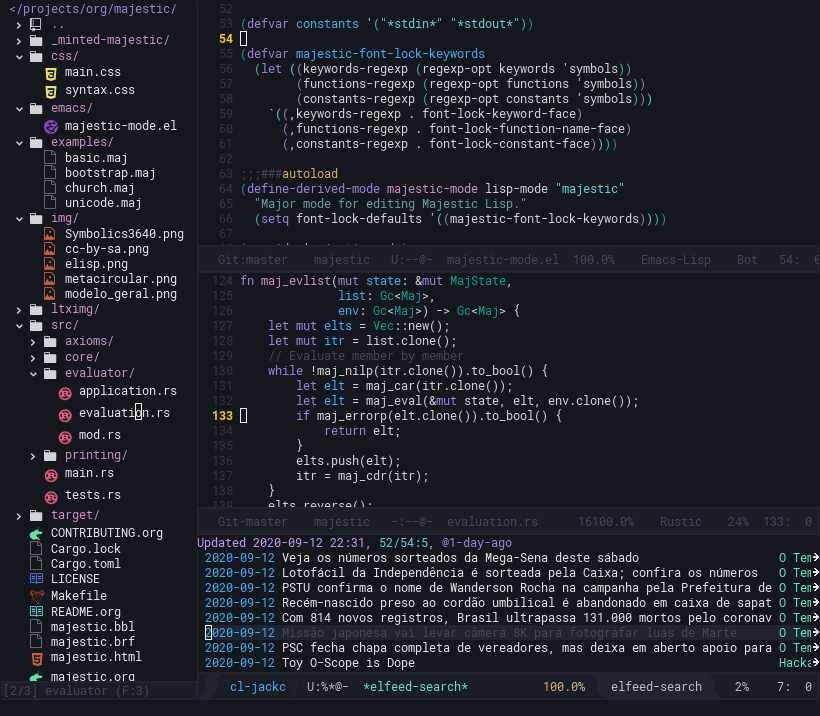 </projects/org/majestic/
..
_minted-majestic/
css/
main.css
syntax.css
emacs/
majestic-mode.el
examples/
basic.maj
bootstrap.maj
church.maj
unicode.maj
img/
Symbolics3640.png
cc-by-sa.png
elisp.png
metacircular.png
modelo_geral.png
ltximg/
src/
axioms/
core/
evaluator/
application.rs
evaluation.rs
mod.rs
printing/
main.rs
tests.rs
target/
CONTRIBUTING.org
Cargo.lock
Cargo.toml
LICENSE
Makefile
README.org
majestic.bbl
majestic.brf
majestic.html
majestic.org
[2/3] evaluator (F:3)
52
53 (defvar constants '("*stdin*" "*stdout*"))
54
55 (defvar majestic-font-lock-keywords
56   (let ((keywords-regexp (regexp-opt keywords 'symbols))
57         (functions-regexp (regexp-opt functions 'symbols))
58         (constants-regexp (regexp-opt constants 'symbols)))
59     `((,keywords-regexp . font-lock-keyword-face)
60       (,functions-regexp . font-lock-function-name-face)
61       (,constants-regexp . font-lock-constant-face))))
62
63 ;;;###autoload
64 (define-derived-mode majestic-mode lisp-mode "majestic"
65   "Major mode for editing Majestic Lisp."
66   (setq font-lock-defaults '((majestic-font-lock-keywords))))
67
Git:master majestic U:--@- majestic-mode.el 100.0% Emacs-Lisp Bot 54: 0
124 fn maj_evlist(mut state: &mut MajState,
125               list: Gc<Maj>,
126               env: Gc<Maj>) -> Gc<Maj> {
127     let mut elts = Vec::new();
128     let mut itr = list.clone();
129     // Evaluate member by member
130     while !maj_nilp(itr.clone()).to_bool() {
131         let elt = maj_car(itr.clone());
132         let elt = maj_eval(&mut state, elt, env.clone());
133         if maj_errorp(elt.clone()).to_bool() {
134             return elt;
135         }
136         elts.push(elt);
137         itr = maj_cdr(itr);
138     }
139     elts.reverse();
Git-master majestic -:--@- evaluation.rs 16100.0% Rustic 24% 133: 0
Updated 2020-09-12 22:31, 52/54:5, @1-day-ago
2020-09-12 Veja os números sorteados da Mega-Sena deste sábado O Tem
2020-09-12 Lotofácil da Independência é sorteada pela Caixa; confira os números O Tem
2020-09-12 PSTU confirma o nome de Wanderson Rocha na campanha pela Prefeitura de O Tem
2020-09-12 Recém-nascido preso ao cordão umbilical é abandonado em caixa de sapat O Tem
2020-09-12 Com 814 novos registros, Brasil ultrapassa 131.000 mortos pelo coronav O Tem
2020-09-12 Missão japonesa vai levar câmera 8K para fotografar luas de Marte O Tem
2020-09-12 PSC fecha chapa completa de vereadores, mas deixa em aberto apoio para O Tem
2020-09-12 Toy O-Scope is Dope Hacka
cl-jackc U:%*@- *elfeed-search* 100.0% elfeed-search 2% 7: 0